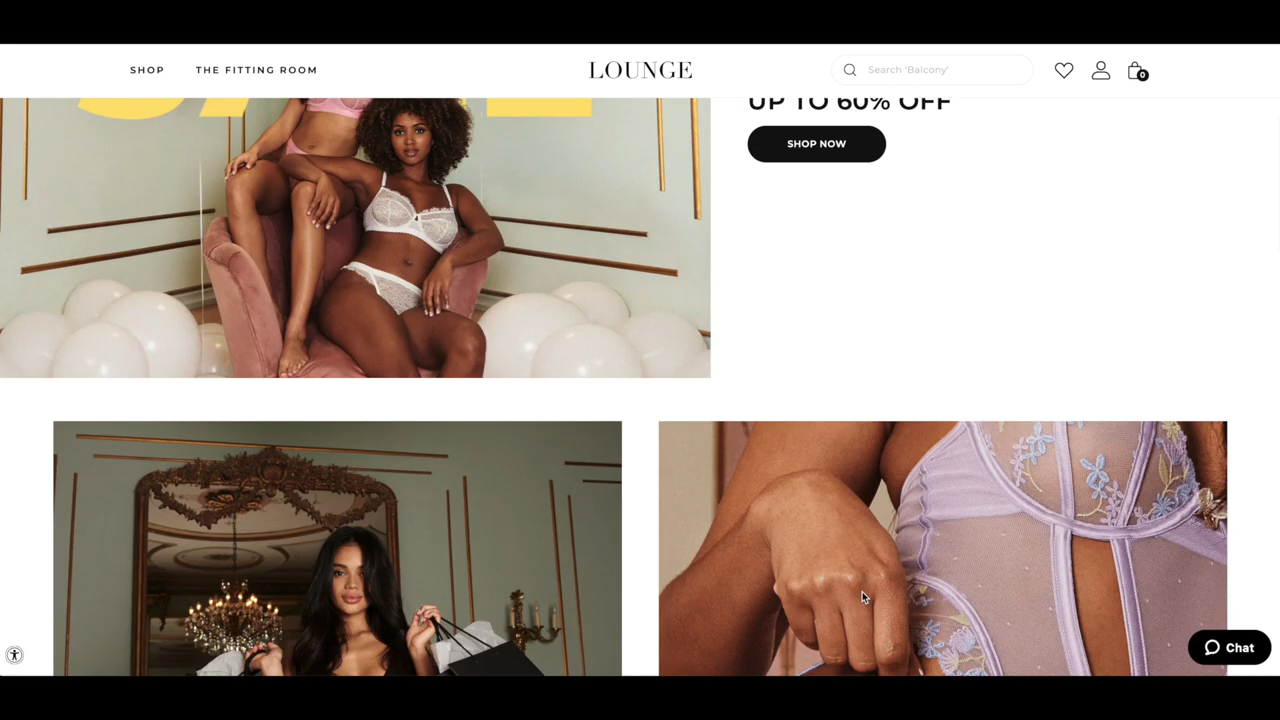 SHOP
THE FITTING ROOM
LOUNGE
Search 'Balcony'
0
UP TO 60% OFF
SHOP NOW
Chat